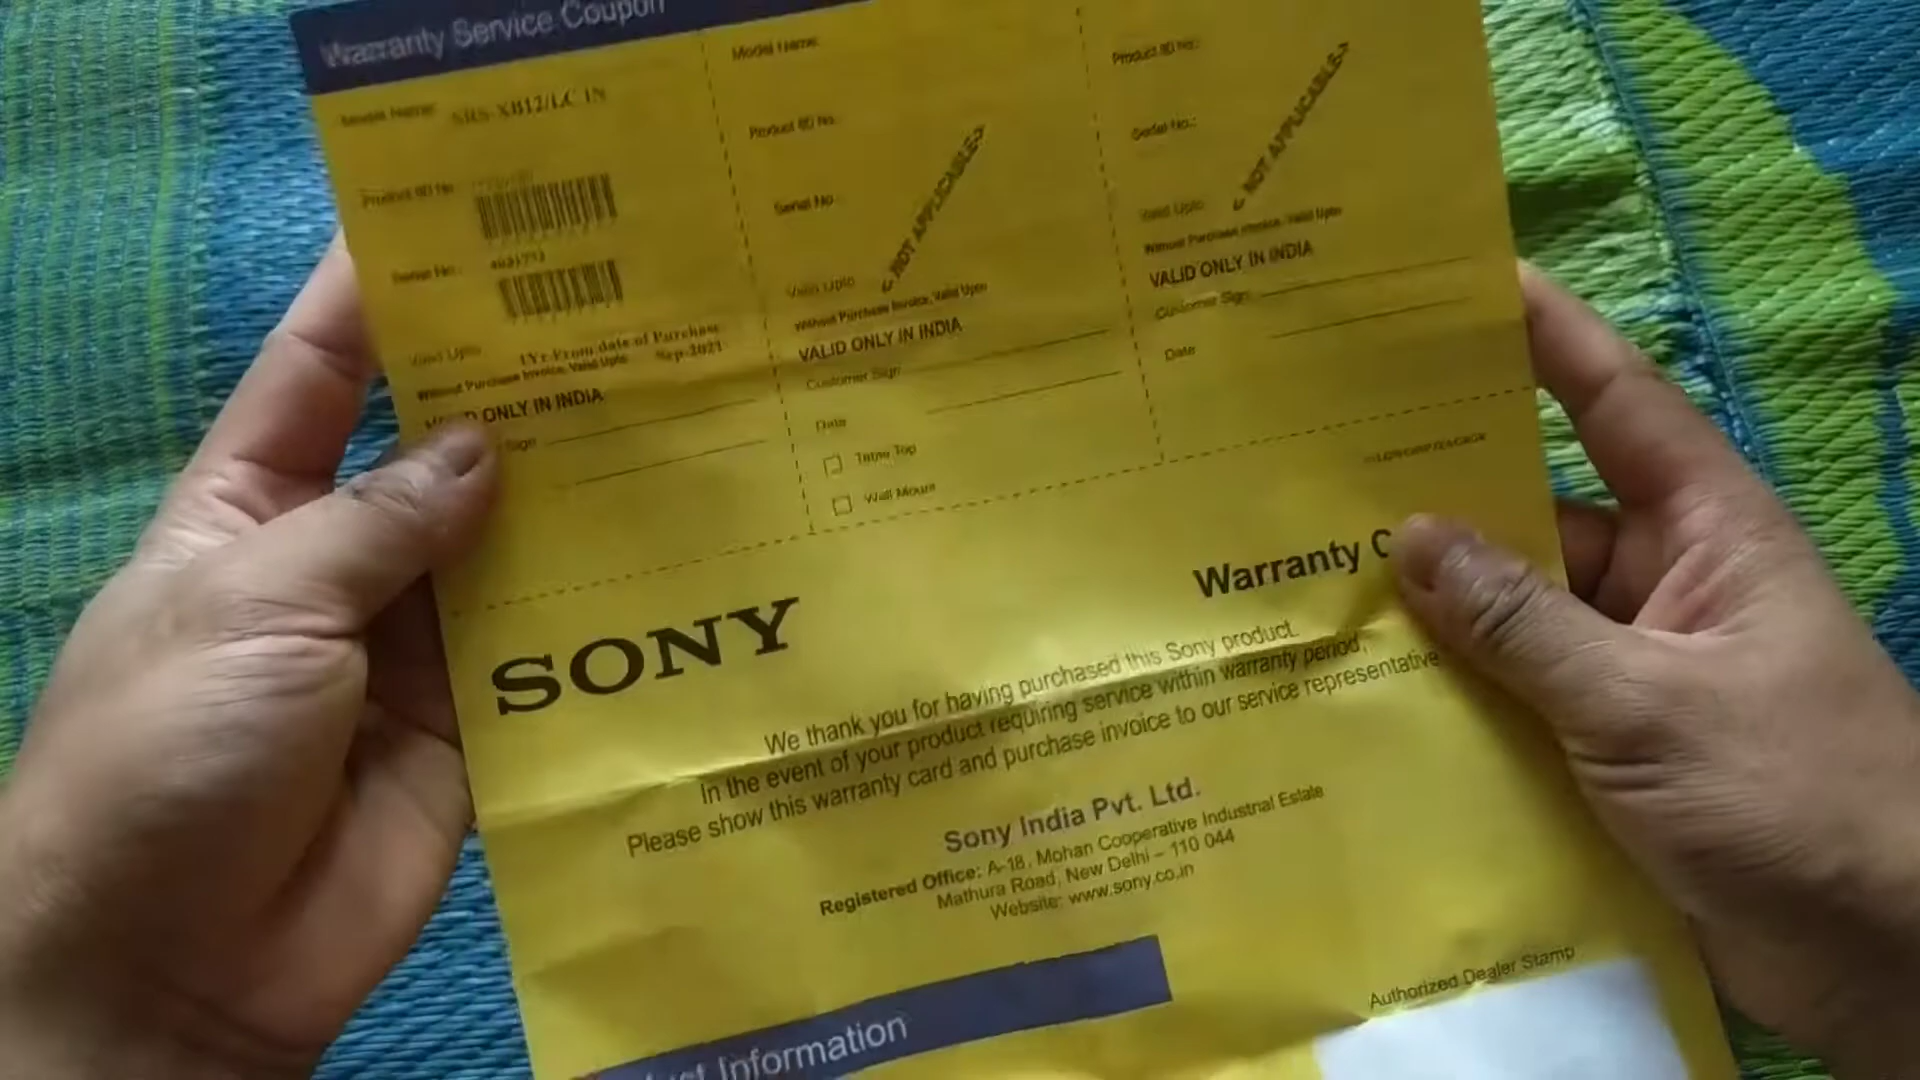 Warranty Service Coupon
Model Name: SRS-XB12/LC IN
Product ID No.
Serial No.: 4031773
Valid Upto 1Yr From date of Purchase
Without Purchase Invoice, Valid Upto Sep-2021
ONLY IN INDIA
Sign
Model Name:
Product ID No.:
Serial No.
NOT APPLICABLE
Valid Upto
Without Purchase Invoice, Valid Upto
VALID ONLY IN INDIA
Customer Sign
Date
Table Top
Wall Mount
Product ID No.:
Serial No.:
NOT APPLICABLE
Valid Upto
Without Purchase Invoice, Valid Upto
VALID ONLY IN INDIA
Customer Sign
Date
SONY
Warranty C
We thank you for having purchased this Sony product.
In the event of your product requiring service within warranty period,
Please show this warranty card and purchase invoice to our service representative
Sony India Pvt. Ltd.
Registered Office: A-18, Mohan Cooperative Industrial Estate
Mathura Road, New Delhi – 110 044
Website: www.sony.co.in
Authorized Dealer Stamp
Information